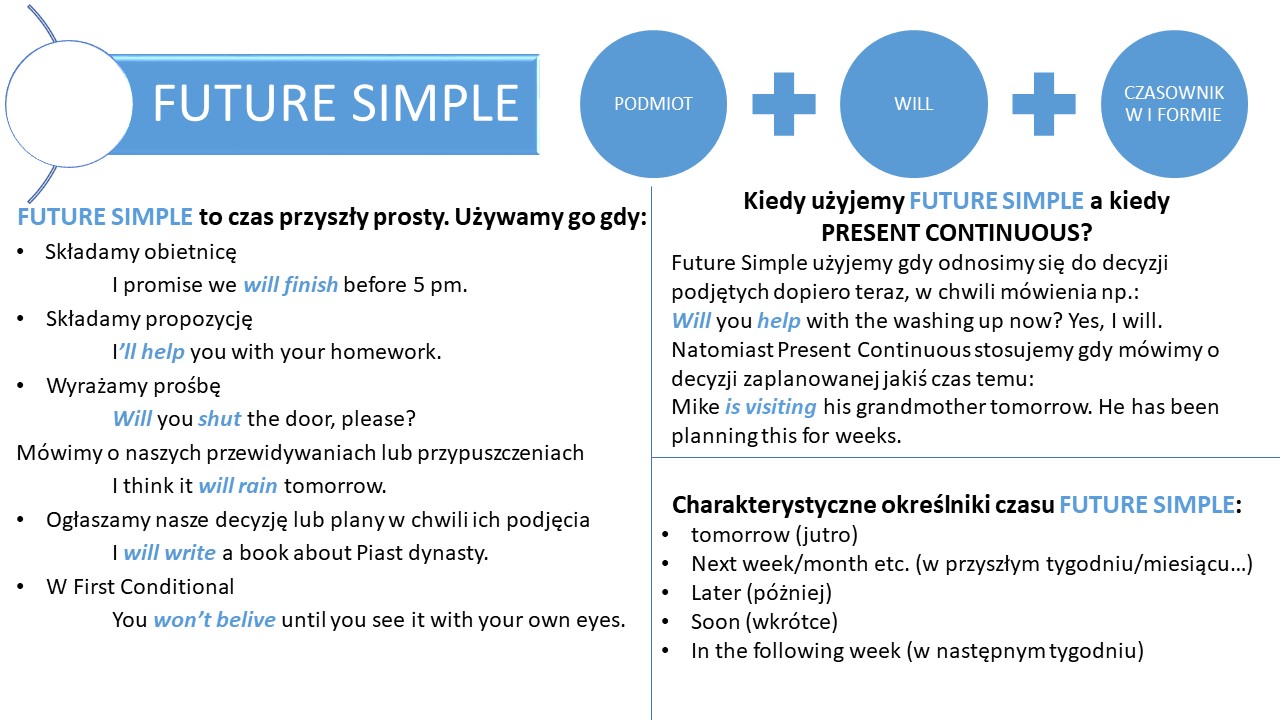 FUTURE SIMPLE
PODMIOT
WILL
CZASOWNIK
W I FORMIE
FUTURE SIMPLE to czas przyszły prosty. Używamy go gdy:
• Składamy obietnicę
I promise we will finish before 5 pm.
• Składamy propozycję
I'll help you with your homework.
• Wyrażamy prośbę
Will you shut the door, please?
Mówimy o naszych przewidywaniach lub przypuszczeniach
I think it will rain tomorrow.
• Ogłaszamy nasze decyzję lub plany w chwili ich podjęcia
I will write a book about Piast dynasty.
• W First Conditional
You won't belive until you see it with your own eyes.
Kiedy użyjemy FUTURE SIMPLE a kiedy
PRESENT CONTINUOUS?
Future Simple użyjemy gdy odnosimy się do decyzji
podjętych dopiero teraz, w chwili mówienia np.:
Will you help with the washing up now? Yes, I will.
Natomiast Present Continuous stosujemy gdy mówimy o
decyzji zaplanowanej jakiś czas temu:
Mike is visiting his grandmother tomorrow. He has been
planning this for weeks.
Charakterystyczne określniki czasu FUTURE SIMPLE:
• tomorrow (jutro)
• Next week/month etc. (w przyszłym tygodniu/miesiącu…)
• Later (póżniej)
• Soon (wkrótce)
• In the following week (w następnym tygodniu)